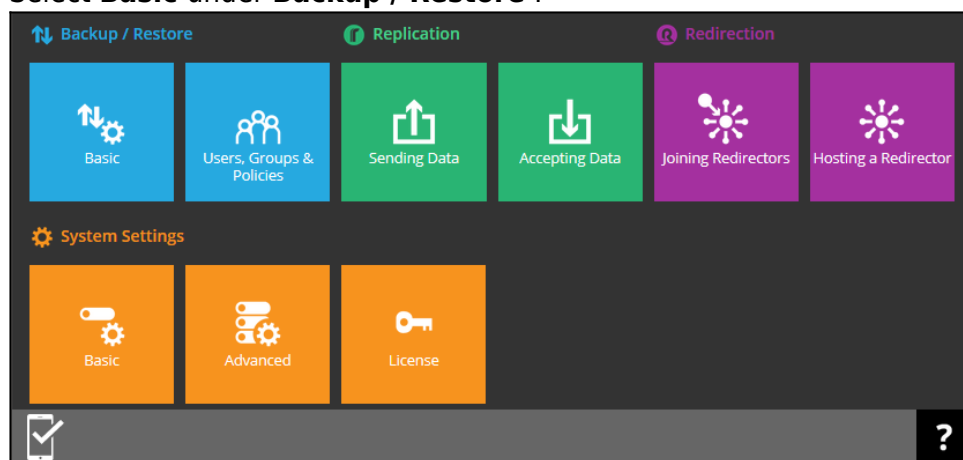 Select Basic under Backup / Restore .
Backup / Restore
Replication
Redirection
Basic
Users, Groups &
Policies
Sending Data
Accepting Data
Joining Redirectors
Hosting a Redirector
System Settings
Basic
Advanced
License
?